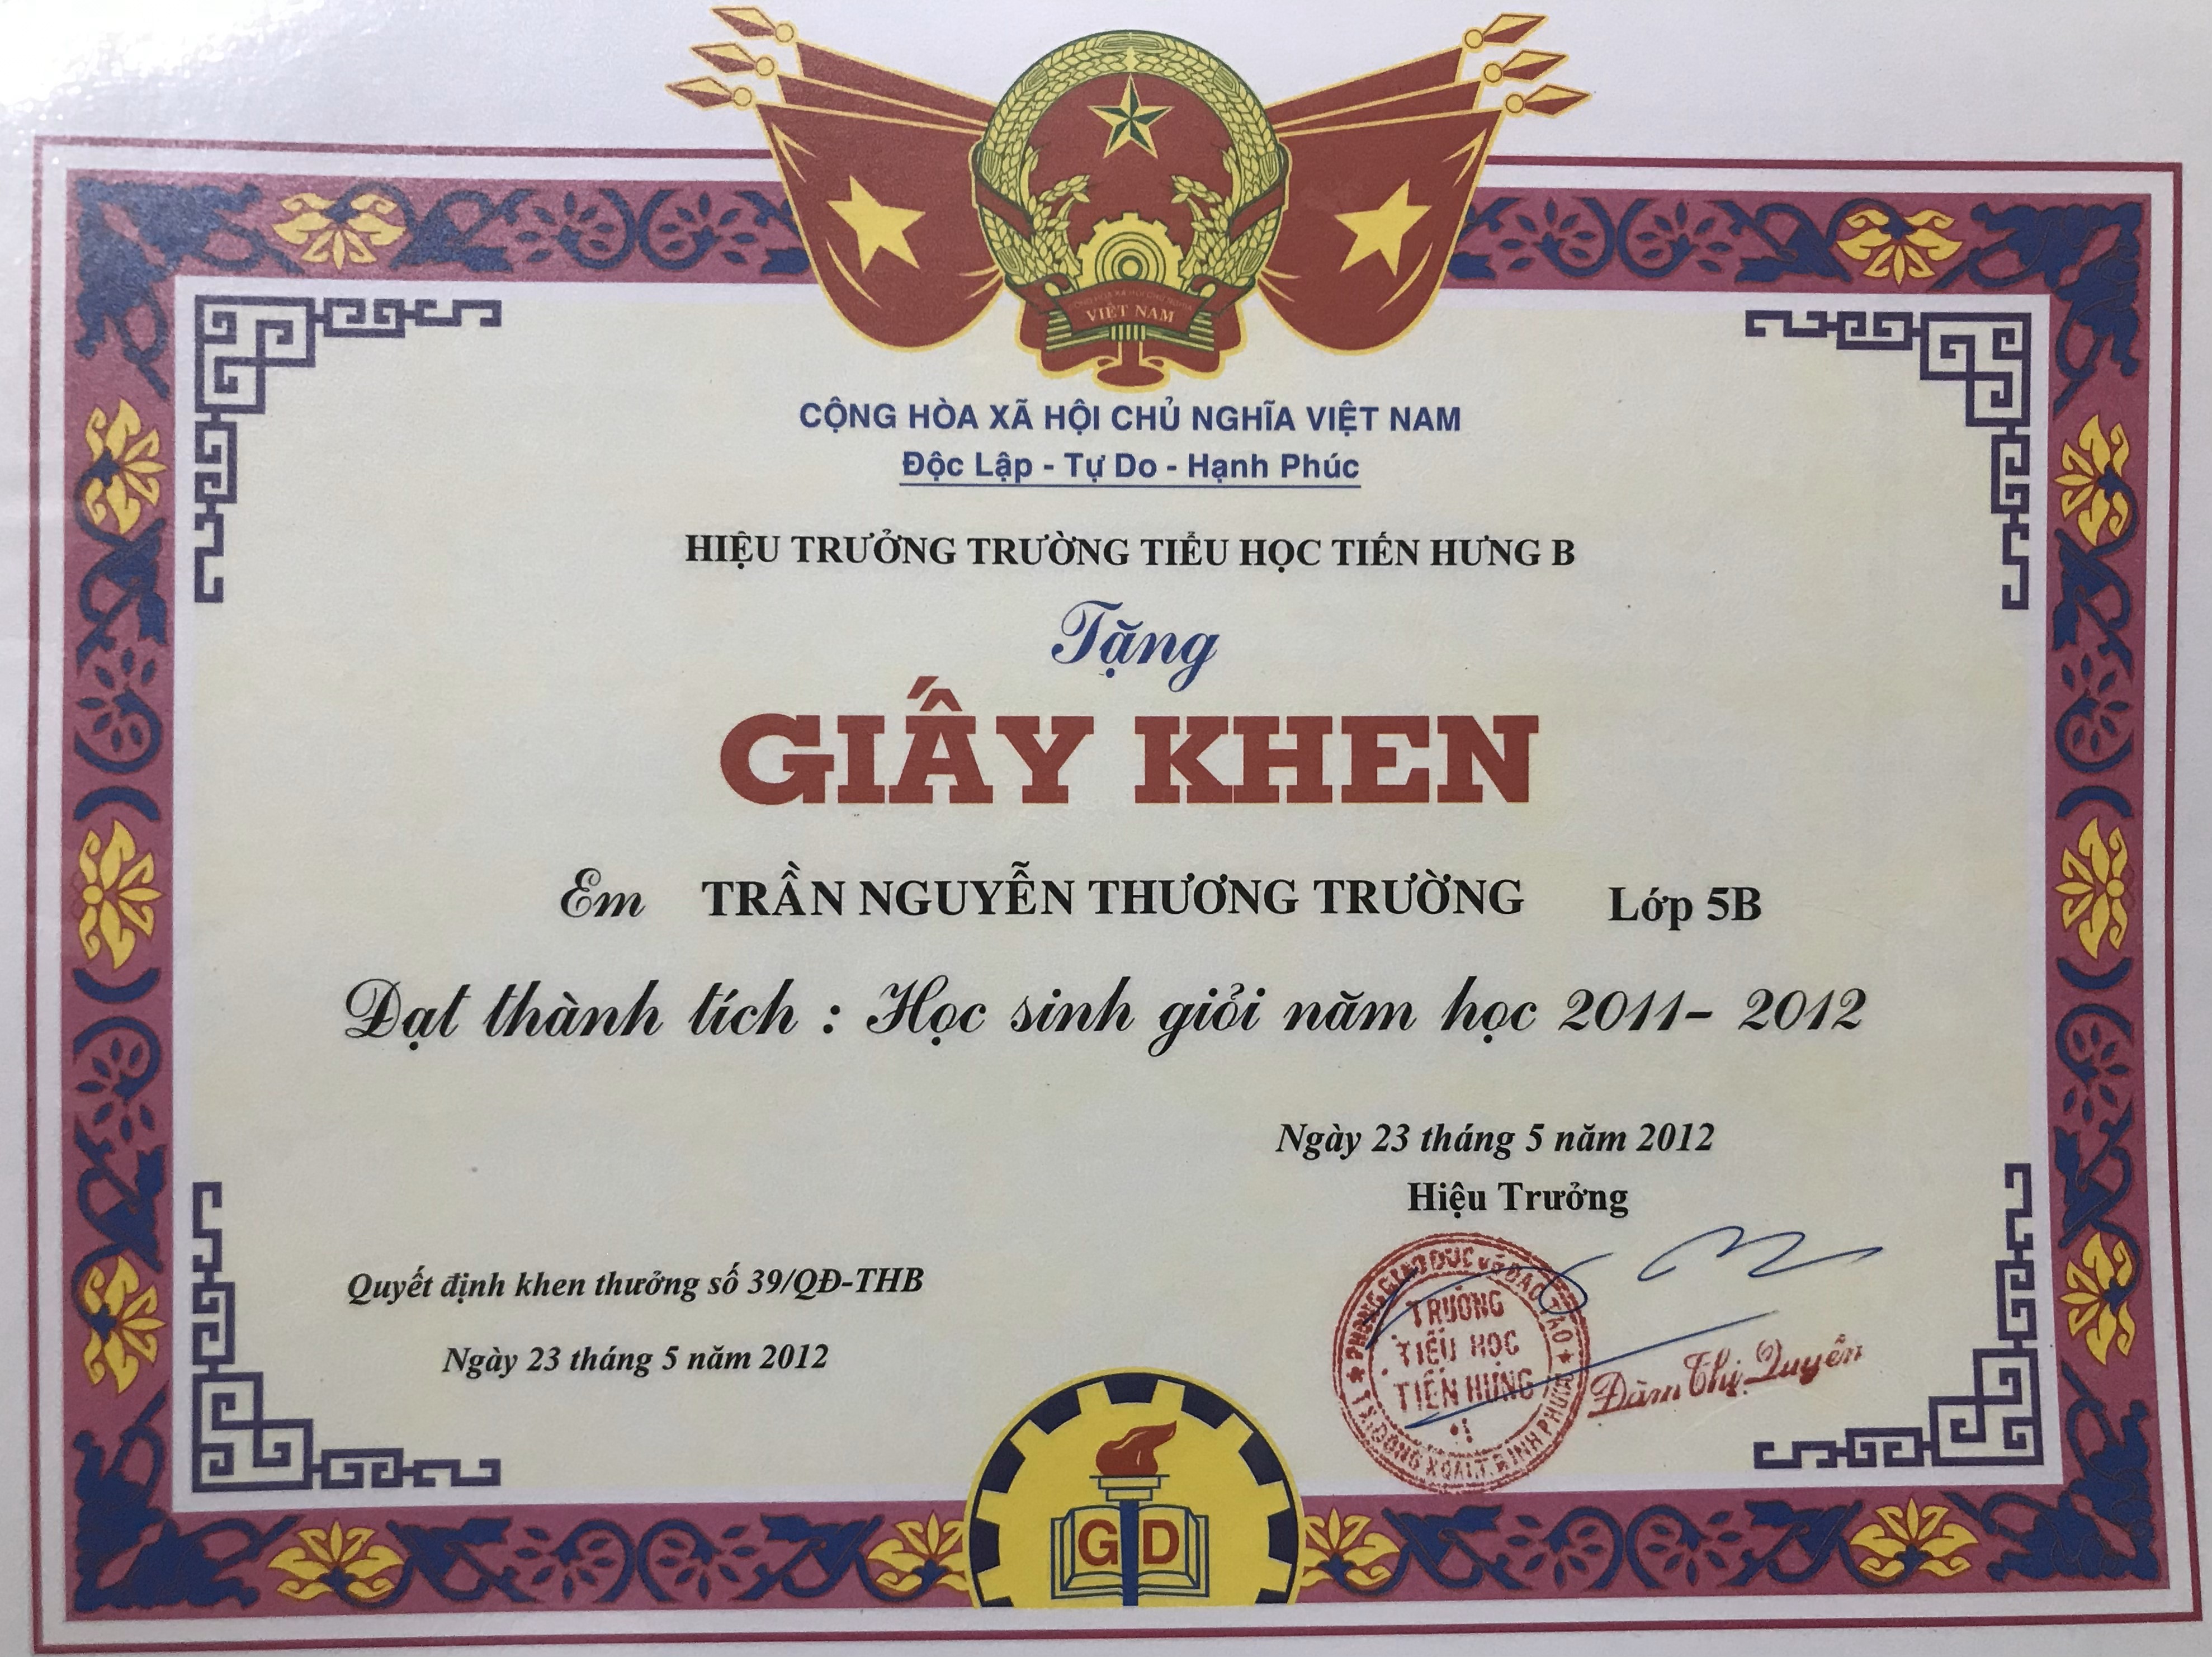 VIỆT NAM
CỘNG HÒA XÃ HỘI CHỦ NGHĨA VIỆT NAM
Độc Lập - Tự Do - Hạnh Phúc
HIỆU TRƯỞNG TRƯỜNG TIỂU HỌC TIẾN HƯNG B
Tặng
GIẤY KHEN
Em TRẦN NGUYỄN THƯƠNG TRƯỜNG Lớp 5B
Đạt thành tích : Học sinh giỏi năm học 2011- 2012
Ngày 23 tháng 5 năm 2012
Hiệu Trưởng
Quyết định khen thưởng số 39/QĐ-THB
Ngày 23 tháng 5 năm 2012
PHÒNG GIÁO DỤC và ĐÀO TẠO
TRƯỜNG
TIỂU HỌC
TIẾN HƯNG
T.X.ĐỒNG XOÀI.T.BÌNH PHƯỚC
Đàm Thị Quyên
GD